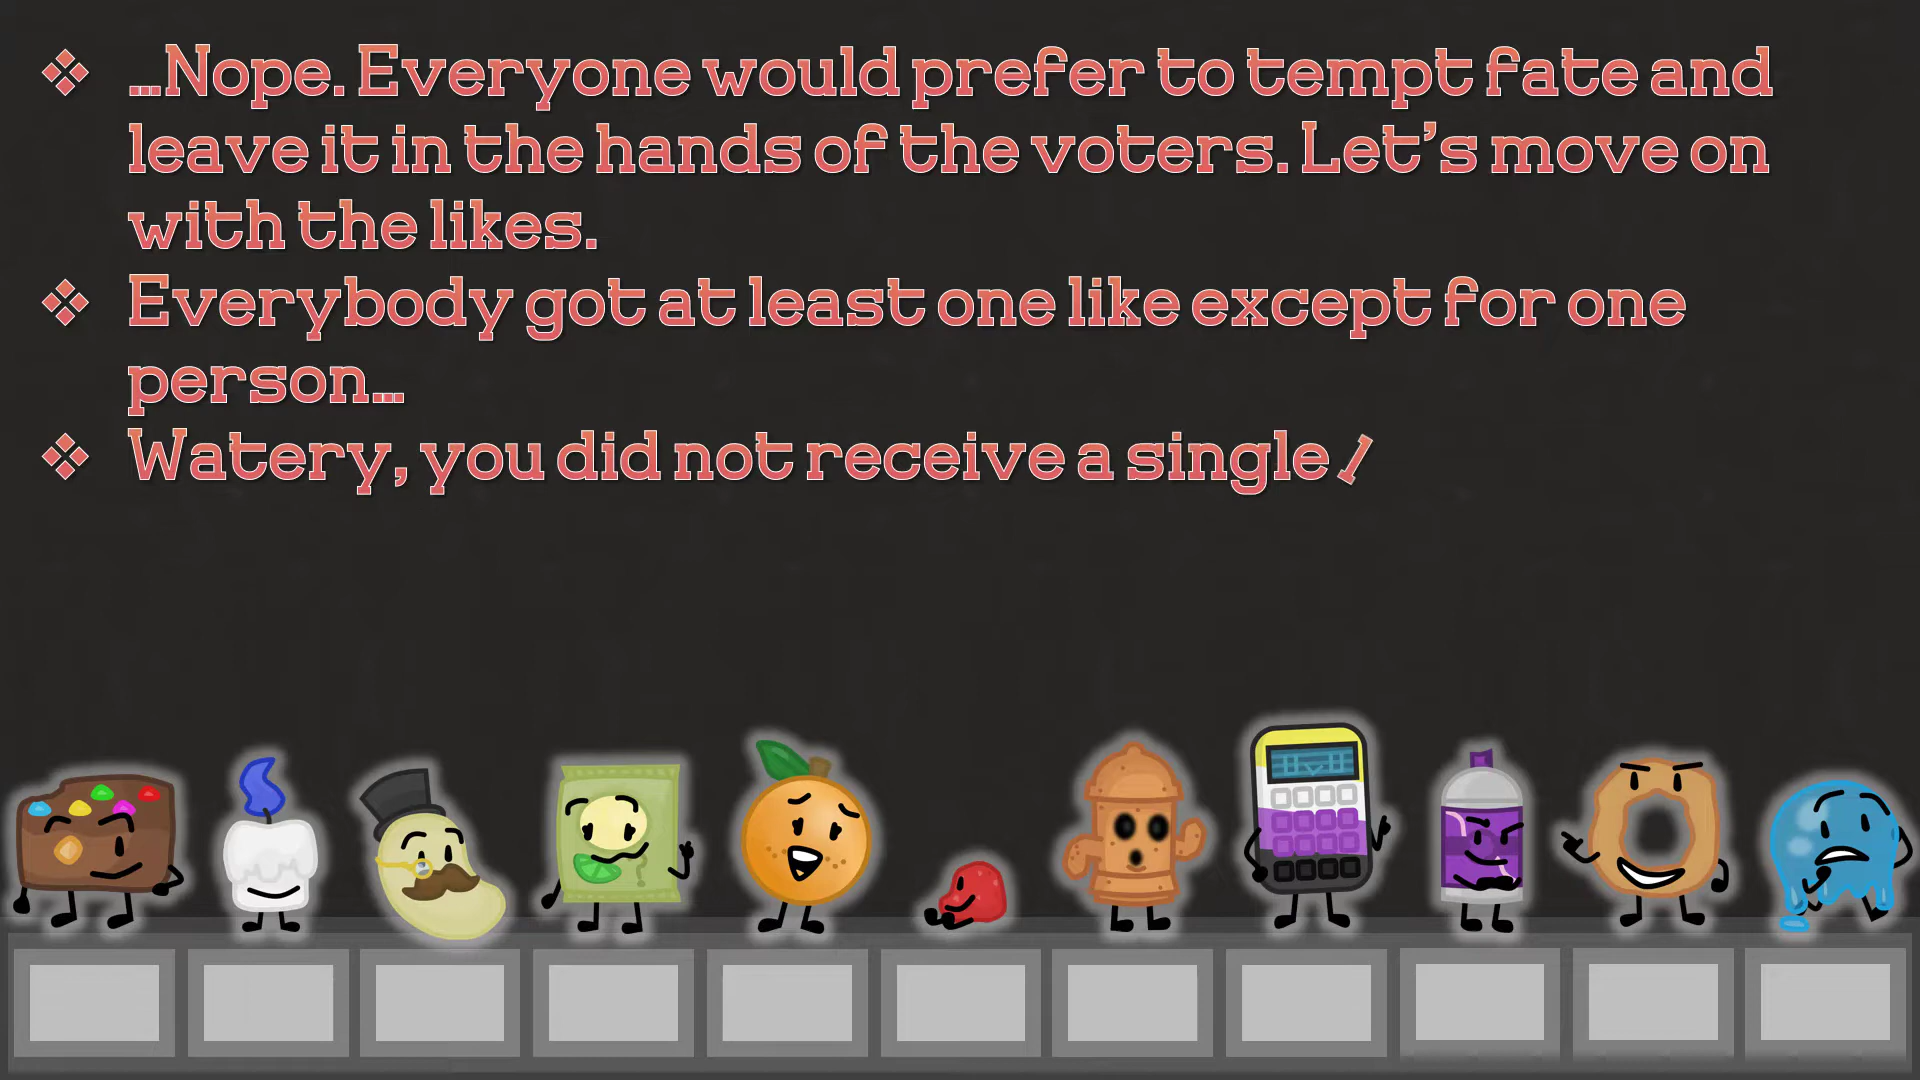 …Nope. Everyone would prefer to tempt fate and
leave it in the hands of the voters. Let’s move on
with the likes.
Everybody got at least one like except for one
person…
Watery, you did not receive a single